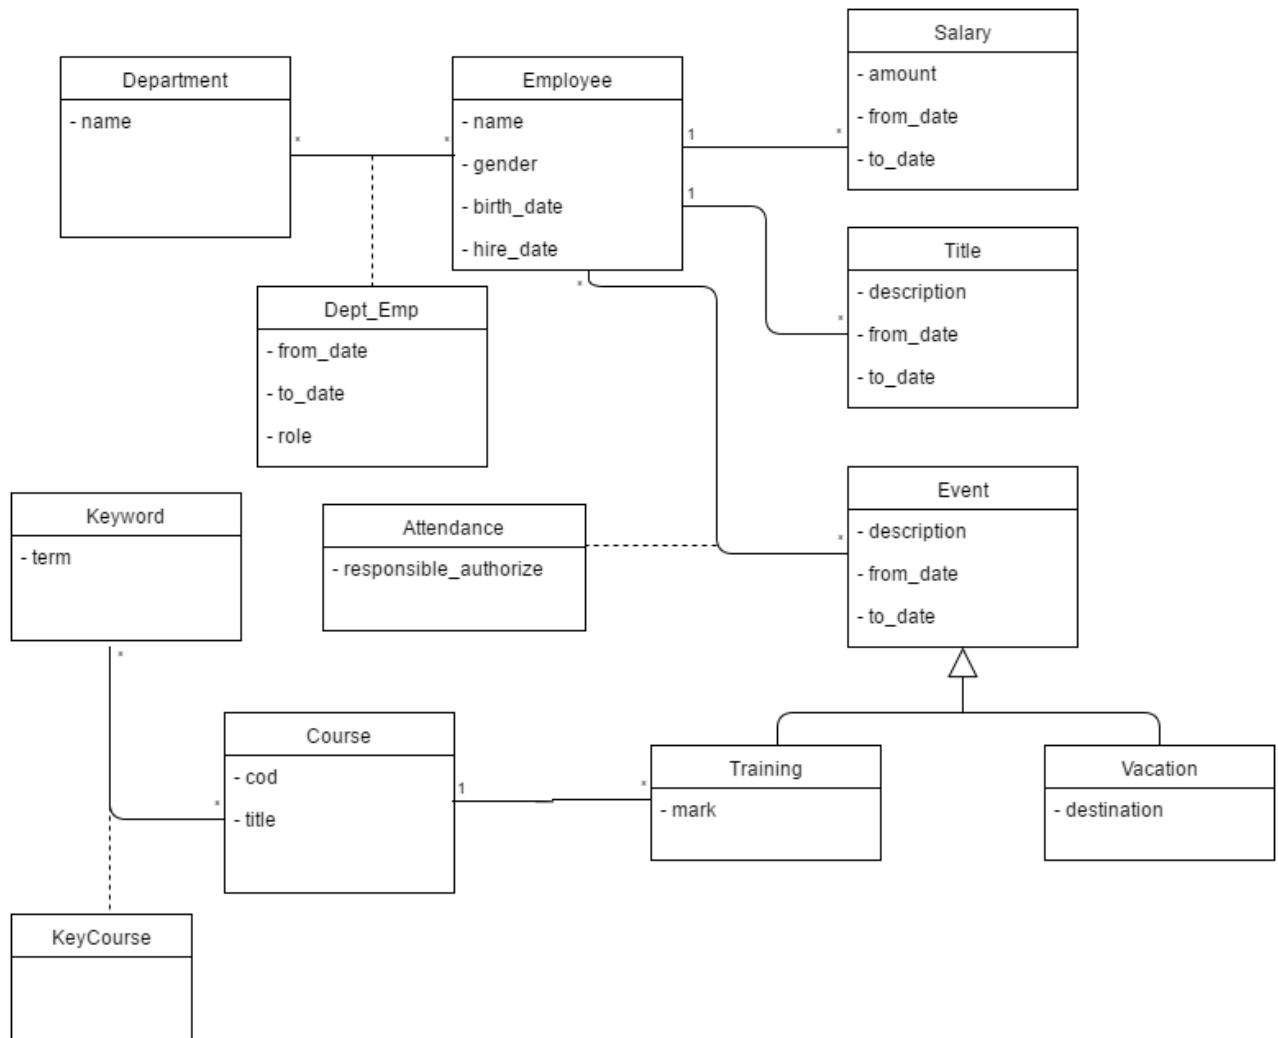 Salary
- amount
- from_date
- to_date
Department
- name
Employee
- name
- gender
- birth_date
- hire_date
*
*
1
*
1
*
*
*
Title
- description
- from_date
- to_date
Dept_Emp
- from_date
- to_date
- role
Event
- description
- from_date
- to_date
Keyword
- term
Attendance
- responsible_authorize
*
*
Course
- cod
- title
1
*
Training
- mark
Vacation
- destination
KeyCourse